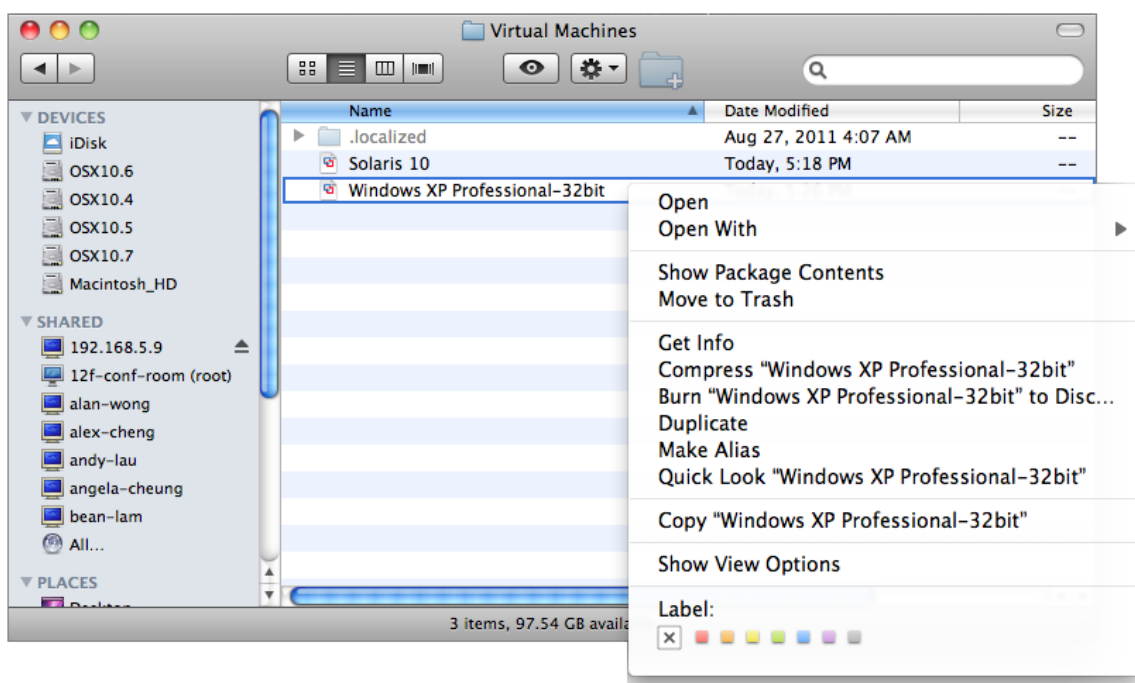 Virtual Machines
Name Date Modified Size
.localized Aug 27, 2011 4:07 AM --
Solaris 10 Today, 5:18 PM --
Windows XP Professional-32bit
DEVICES
iDisk
OSX10.6
OSX10.4
OSX10.5
OSX10.7
Macintosh_HD
SHARED
192.168.5.9
12f-conf-room (root)
alan-wong
alex-cheng
andy-lau
angela-cheung
bean-lam
All...
PLACES
Desktop
3 items, 97.54 GB availa
Open
Open With
Show Package Contents
Move to Trash
Get Info
Compress “Windows XP Professional-32bit”
Burn “Windows XP Professional-32bit” to Disc...
Duplicate
Make Alias
Quick Look “Windows XP Professional-32bit”
Copy “Windows XP Professional-32bit”
Show View Options
Label: